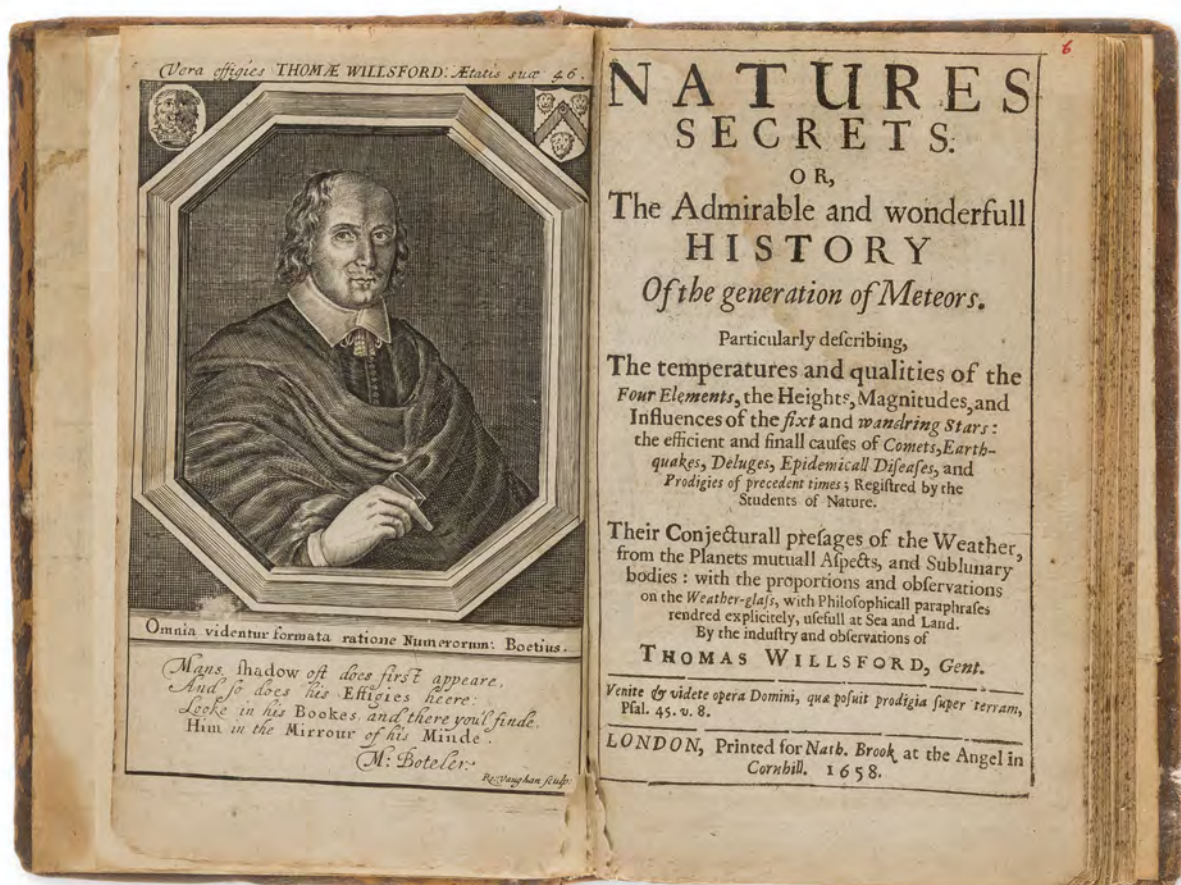 Vera effigies THOMÆ WILLSFORD: Ætatis suæ 46.
Omnia videntur formata ratione Numerorum: Boetius.
Mans shadow oft does first appeare,
And so does his Effigies heere:
Looke in his Bookes, and there you'l finde,
Him in the Mirrour of his Minde.
M: Boteler:
Ro: Vaughan sculp:
6
NATURES
SECRETS:
OR,
The Admirable and wonderfull
HISTORY
Of the generation of Meteors.
Particularly deſcribing,
The temperatures and qualities of the
Four Elements, the Heights, Magnitudes, and
Influences of the fixt and wandring Stars:
the efficient and finall cauſes of Comets, Earth-
quakes, Deluges, Epidemicall Diſeaſes, and
Prodigies of precedent times; Regiſtred by the
Students of Nature.
Their Conjecturall preſages of the Weather,
from the Planets mutuall Aſpects, and Sublunary
bodies: with the proportions and obſervations
on the Weather-glaſs, with Philoſophicall paraphraſes
rendred explicitely, uſefull at Sea and Land.
By the induſtry and obſervations of
THOMAS WILLSFORD, Gent.
Venite & videte opera Domini, quæ poſuit prodigia ſuper terram,
Pſal. 45. v. 8.
LONDON, Printed for Nath. Brook at the Angel in
Cornhill. 1658.